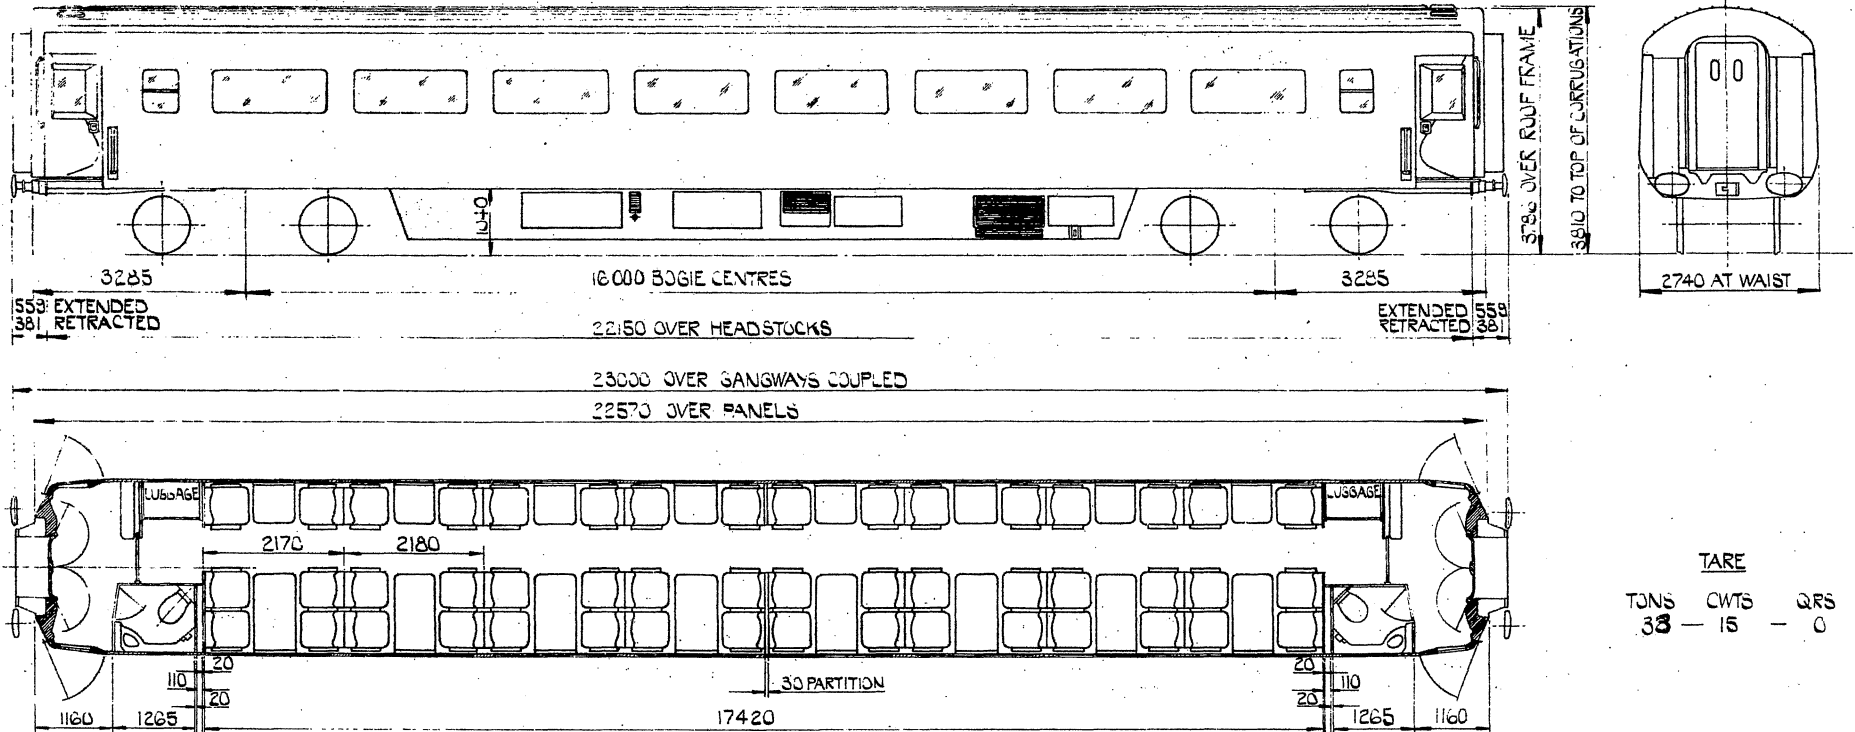 3786 OVER ROOF FRAME
3810 TO TOP OF CORRUGATIONS
1040
3285
16000 BOGIE CENTRES
3285
2740 AT WAIST
559 EXTENDED
381 RETRACTED
EXTENDED 559
RETRACTED 381
22150 OVER HEADSTOCKS
23000 OVER GANGWAYS COUPLED
22570 OVER PANELS
LUGGAGE
LUGGAGE
2170
2180
TARE
TONS CWTS QRS
33 — 15 — 0
20
110
20
30 PARTITION
20
110
20
1160
1265
17420
1265
1160